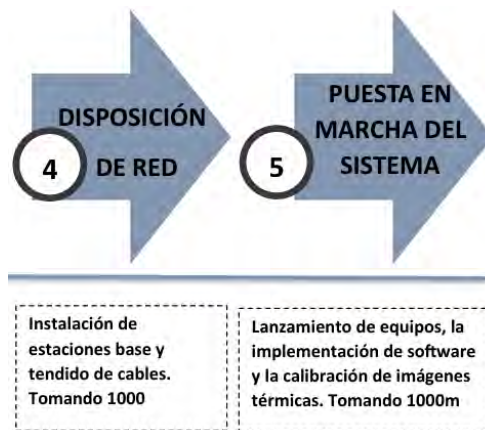 DISPOSICIÓN
DE RED
4
PUESTA EN
MARCHA DEL
SISTEMA
5
Instalación de
estaciones base y
tendido de cables.
Tomando 1000
Lanzamiento de equipos, la
implementación de software
y la calibración de imágenes
térmicas. Tomando 1000m